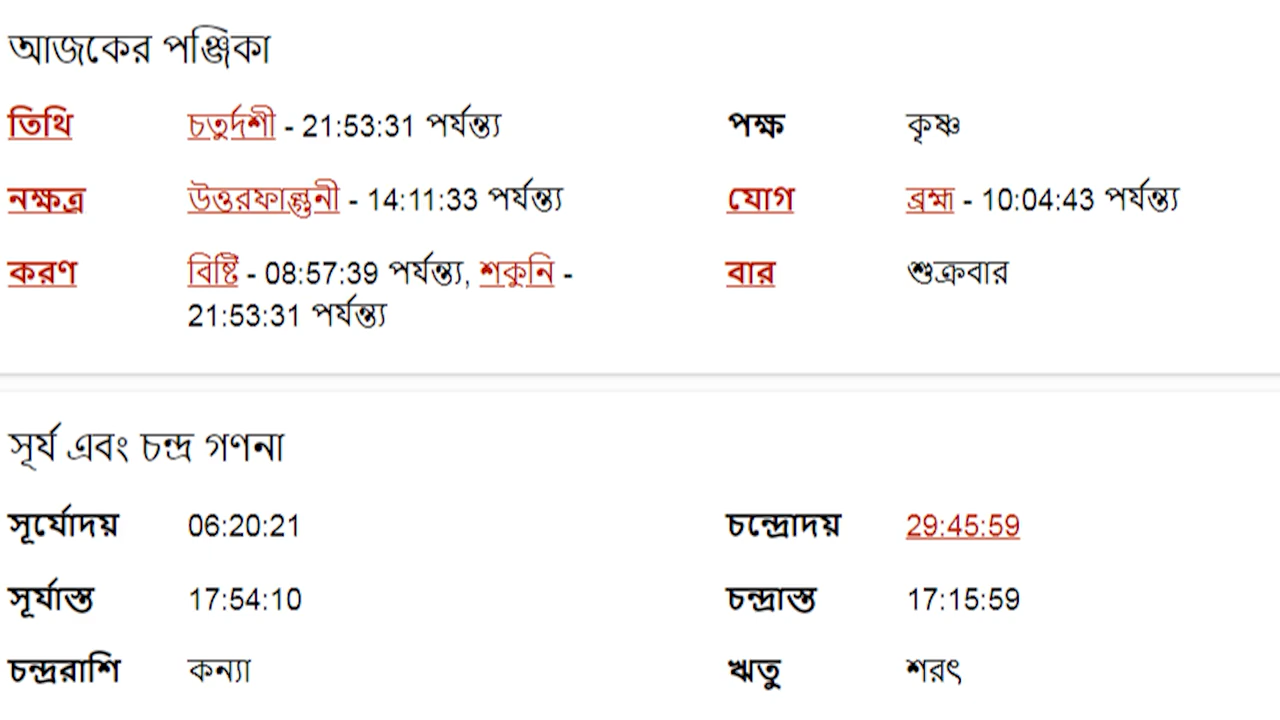 আজকের পঞ্জিকা
তিথি চতুর্দশী - 21:53:31 পর্যন্ত্য পক্ষ কৃষ্ণ
নক্ষত্র উত্তরফাল্গুনী - 14:11:33 পর্যন্ত্য যোগ ব্রহ্ম - 10:04:43 পর্যন্ত্য
করণ বিষ্টি - 08:57:39 পর্যন্ত্য, শকুনি - বার শুক্রবার
21:53:31 পর্যন্ত্য
সূর্য এবং চন্দ্র গণনা
সূর্যোদয় 06:20:21 চন্দ্রোদয় 29:45:59
সূর্যাস্ত 17:54:10 চন্দ্রাস্ত 17:15:59
চন্দ্ররাশি কন্যা ঋতু শরৎ